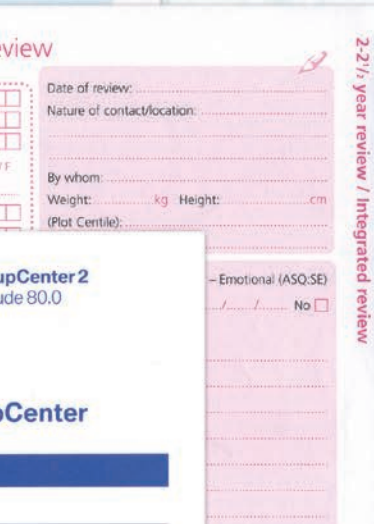 eview
Date of review:
Nature of contact/location:
By whom:
Weight: kg Height: cm
(Plot Centile):
– Emotional (ASQ:SE)
/ / No
upCenter 2
ude 80.0
oCenter
2-2½ year review / Integrated review